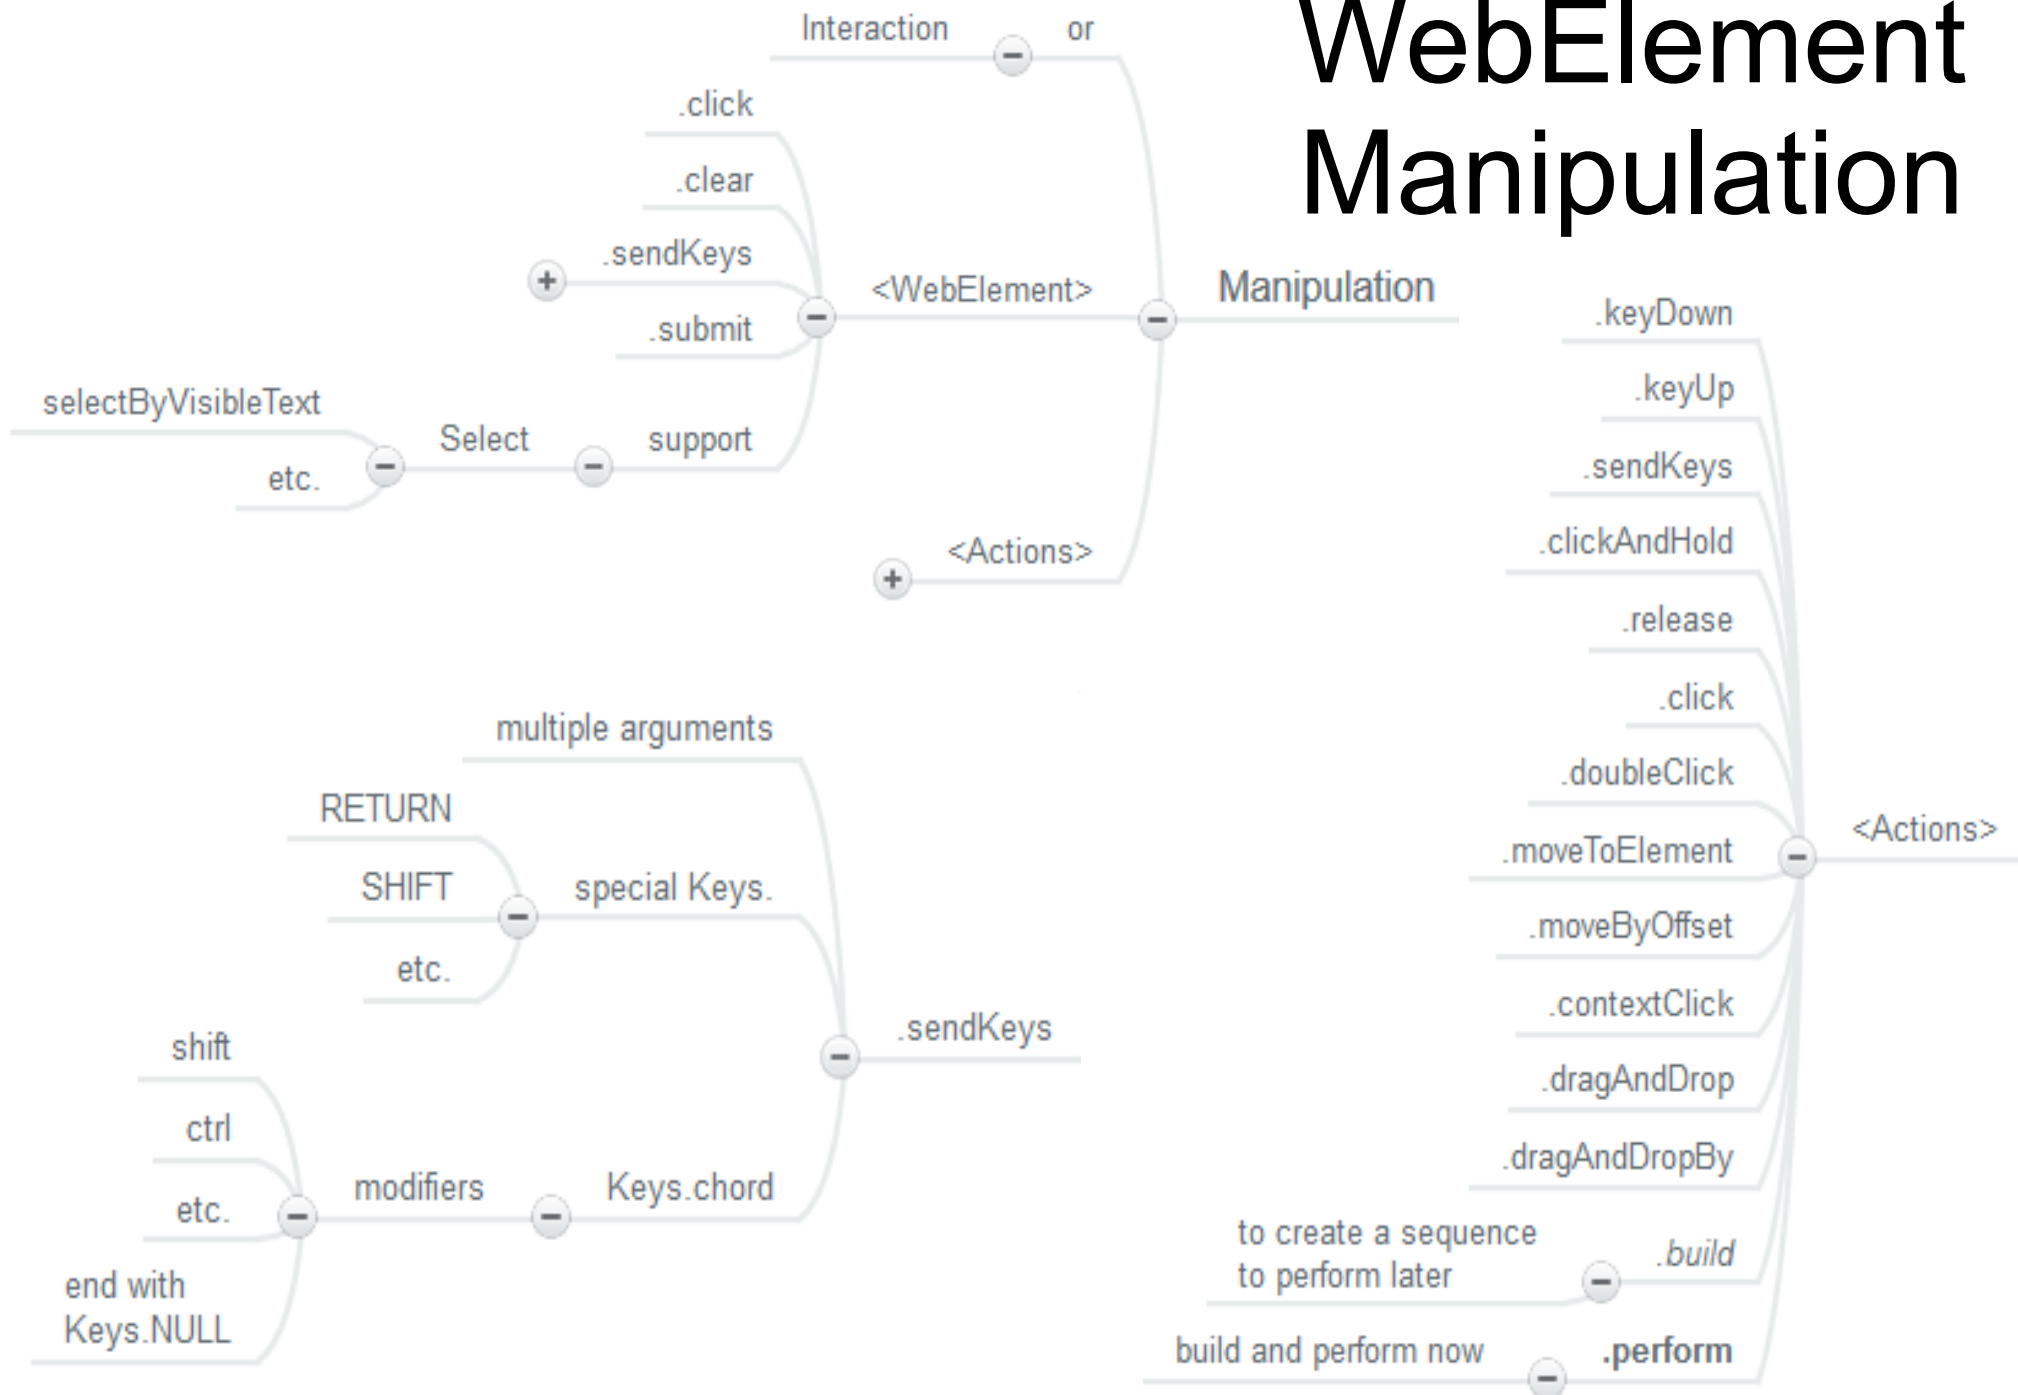 WebElement
Manipulation
Interaction
or
.click
.clear
.sendKeys
.submit
<WebElement>
Manipulation
selectByVisibleText
etc.
Select
support
<Actions>
multiple arguments
RETURN
SHIFT
etc.
special Keys.
shift
ctrl
etc.
end with
Keys.NULL
modifiers
Keys.chord
.sendKeys
.keyDown
.keyUp
.sendKeys
.clickAndHold
.release
.click
.doubleClick
.moveToElement
.moveByOffset
.contextClick
.dragAndDrop
.dragAndDropBy
to create a sequence
to perform later
.build
build and perform now
.perform
<Actions>